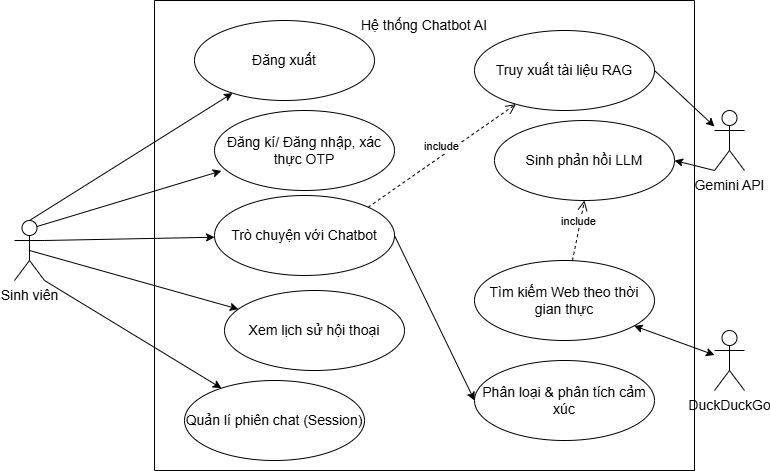 Hệ thống Chatbot AI
Đăng xuất
Truy xuất tài liệu RAG
Đăng kí/ Đăng nhập, xác
thực OTP
include
Sinh phản hồi LLM
Gemini API
Trò chuyện với Chatbot
include
Sinh viên
Tìm kiếm Web theo thời
gian thực
Xem lịch sử hội thoại
Phân loại & phân tích cảm
xúc
DuckDuckGo
Quản lí phiên chat (Session)